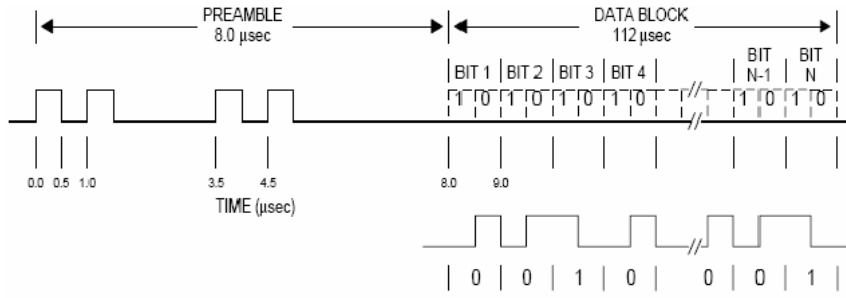 PREAMBLE
8.0 μsec
DATA BLOCK
112 μsec
BIT 1 BIT 2 BIT 3 BIT 4 BIT N-1 BIT N
1 0 1 0 1 0 1 0 1 0 1 0
0.0 0.5 1.0 3.5 4.5 8.0 9.0
TIME (μsec)
0 0 1 0 0 0 1